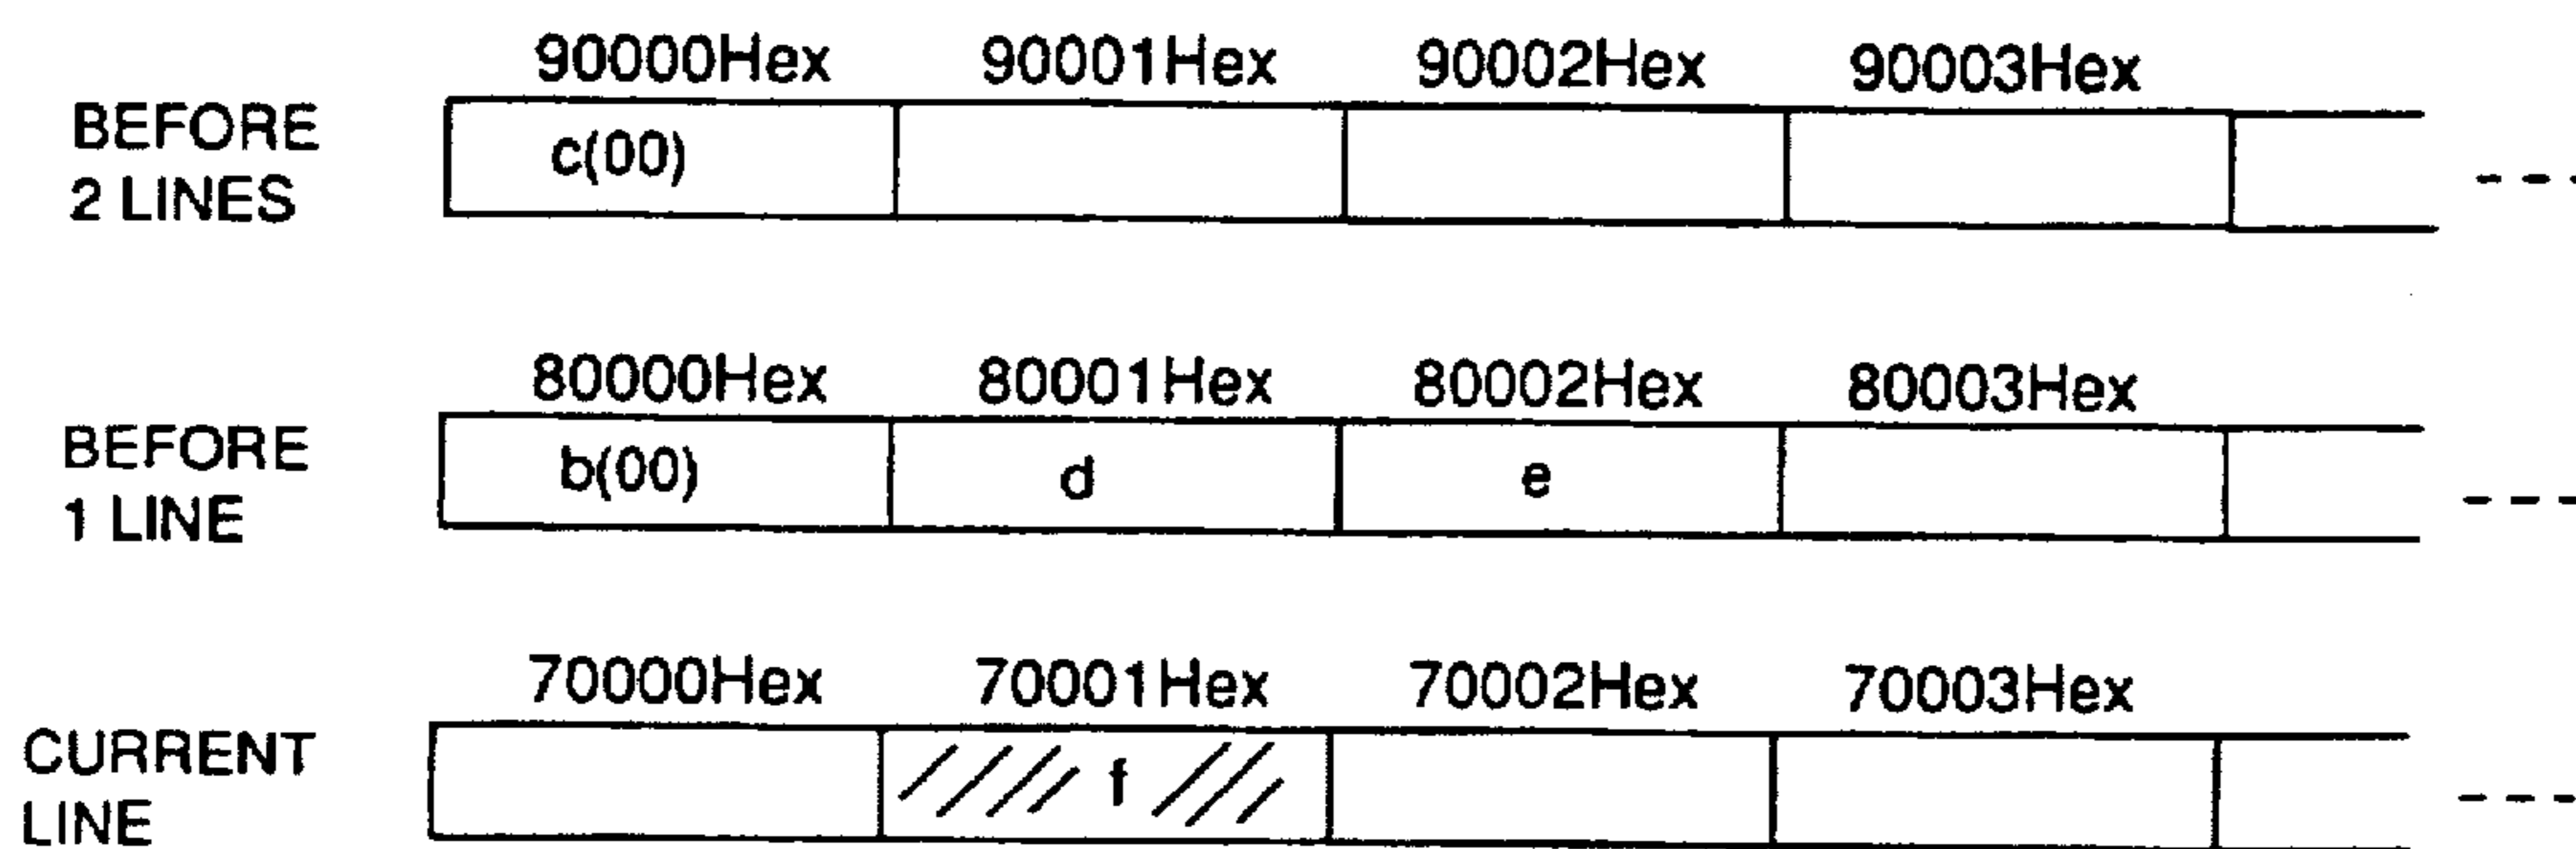 90000Hex 90001Hex 90002Hex 90003Hex
BEFORE
2 LINES
c(00)
80000Hex 80001Hex 80002Hex 80003Hex
BEFORE
1 LINE
b(00) d e
70000Hex 70001Hex 70002Hex 70003Hex
CURRENT
LINE
f